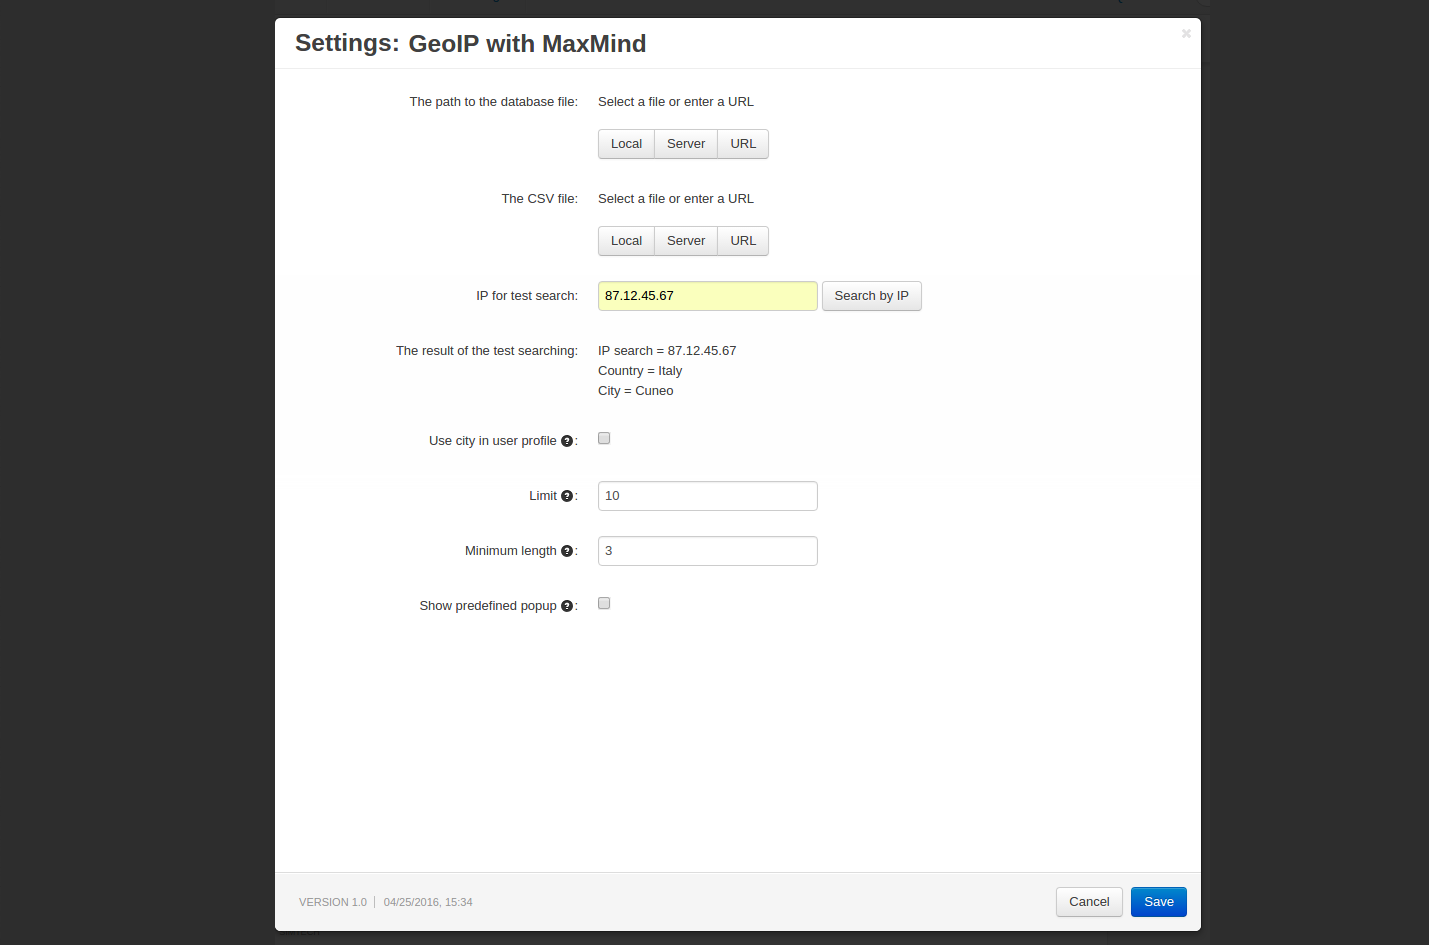 Settings: GeoIP with MaxMind
The path to the database file: Select a file or enter a URL
Local Server URL
The CSV file: Select a file or enter a URL
Local Server URL
IP for test search: 87.12.45.67 Search by IP
The result of the test searching: IP search = 87.12.45.67
Country = Italy
City = Cuneo
Use city in user profile ?:
Limit ?: 10
Minimum length ?: 3
Show predefined popup ?:
VERSION 1.0 | 04/25/2016, 15:34 Cancel Save